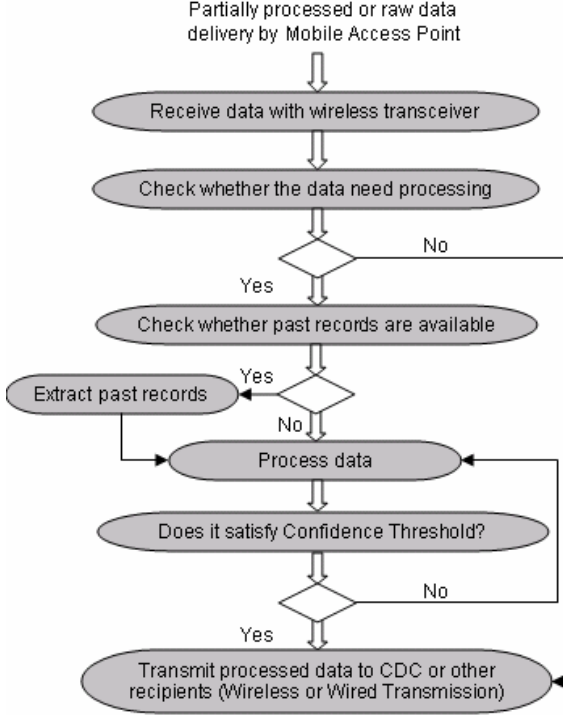 Partially processed or raw data
delivery by Mobile Access Point
Receive data with wireless transceiver
Check whether the data need processing
No
Yes
Check whether past records are available
Yes
Extract past records
No
Process data
Does it satisfy Confidence Threshold?
No
Yes
Transmit processed data to CDC or other
recipients (Wireless or Wired Transmission)